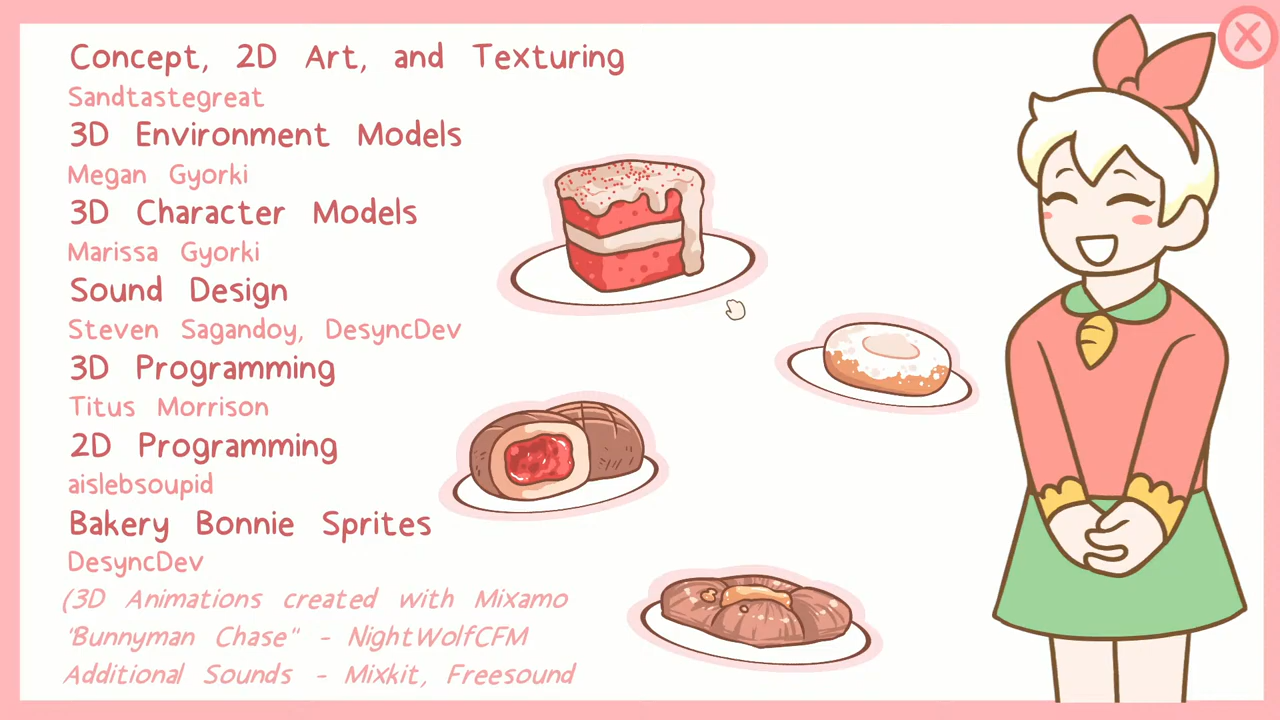 Concept, 2D Art, and Texturing
Sandtastegreat
3D Environment Models
Megan Gyorki
3D Character Models
Marissa Gyorki
Sound Design
Steven Sagandoy, DesyncDev
3D Programming
Titus Morrison
2D Programming
aislebsoupid
Bakery Bonnie Sprites
DesyncDev
(3D Animations created with Mixamo
"Bunnyman Chase" - NightWolfCFM
Additional Sounds - Mixkit, Freesound